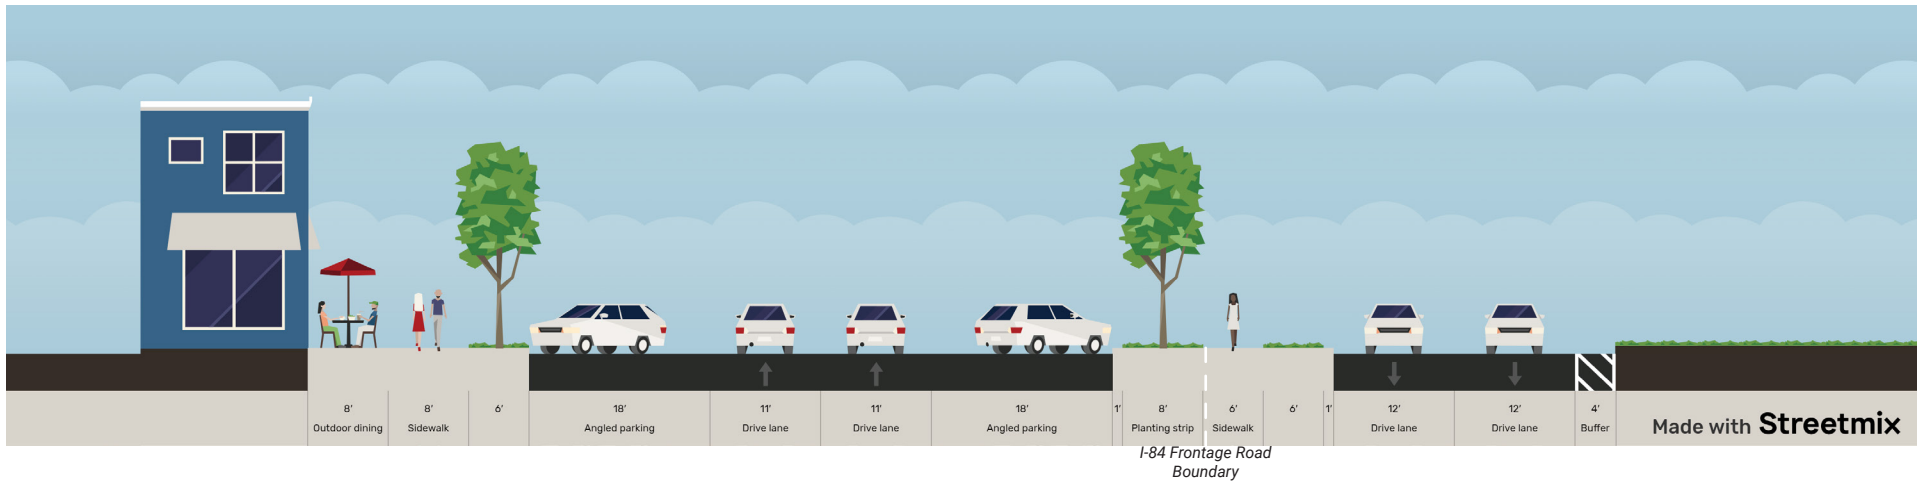 8' 8' 6' 18' 11' 11' 18' 1' 8' 6' 6' 1' 12' 12' 4'
Outdoor dining Sidewalk Angled parking Drive lane Drive lane Angled parking Planting strip Sidewalk Drive lane Drive lane Buffer
Made with Streetmix
I-84 Frontage Road
Boundary